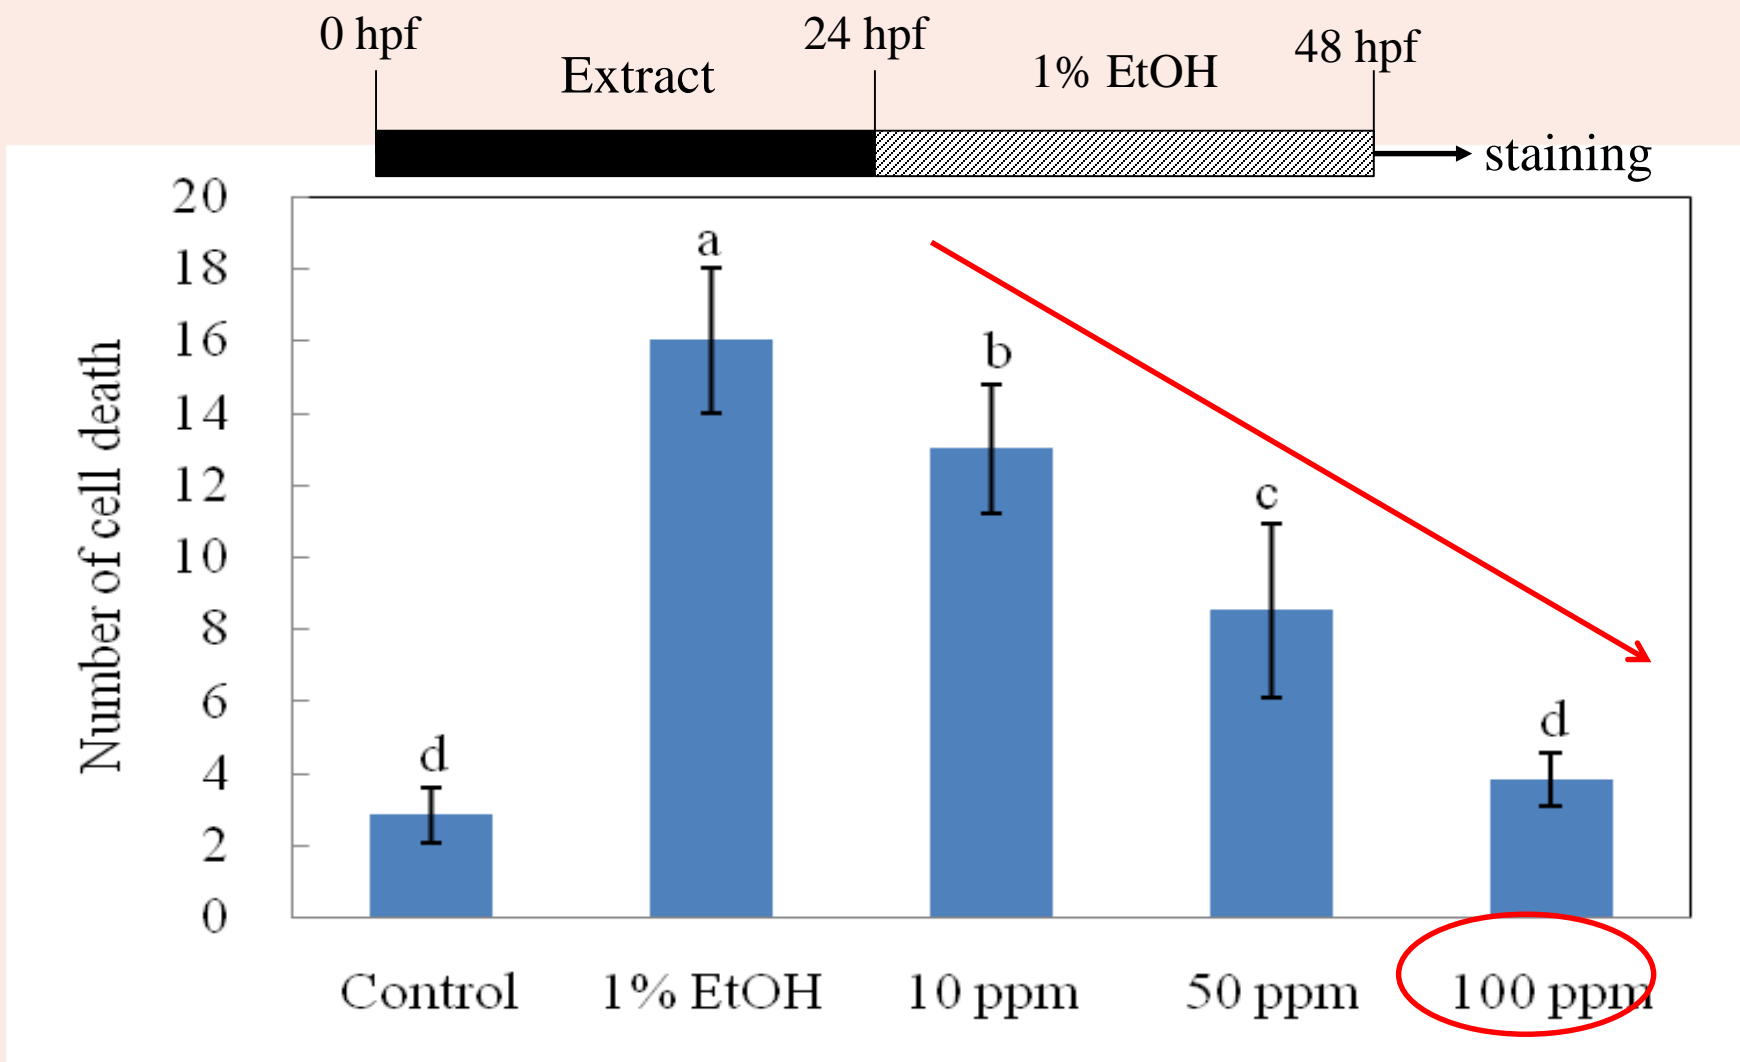 0 hpf
24 hpf
48 hpf
Extract
1% EtOH
staining
Number of cell death
20
18
16
14
12
10
8
6
4
2
0
d
a
b
c
d
Control
1% EtOH
10 ppm
50 ppm
100 ppm